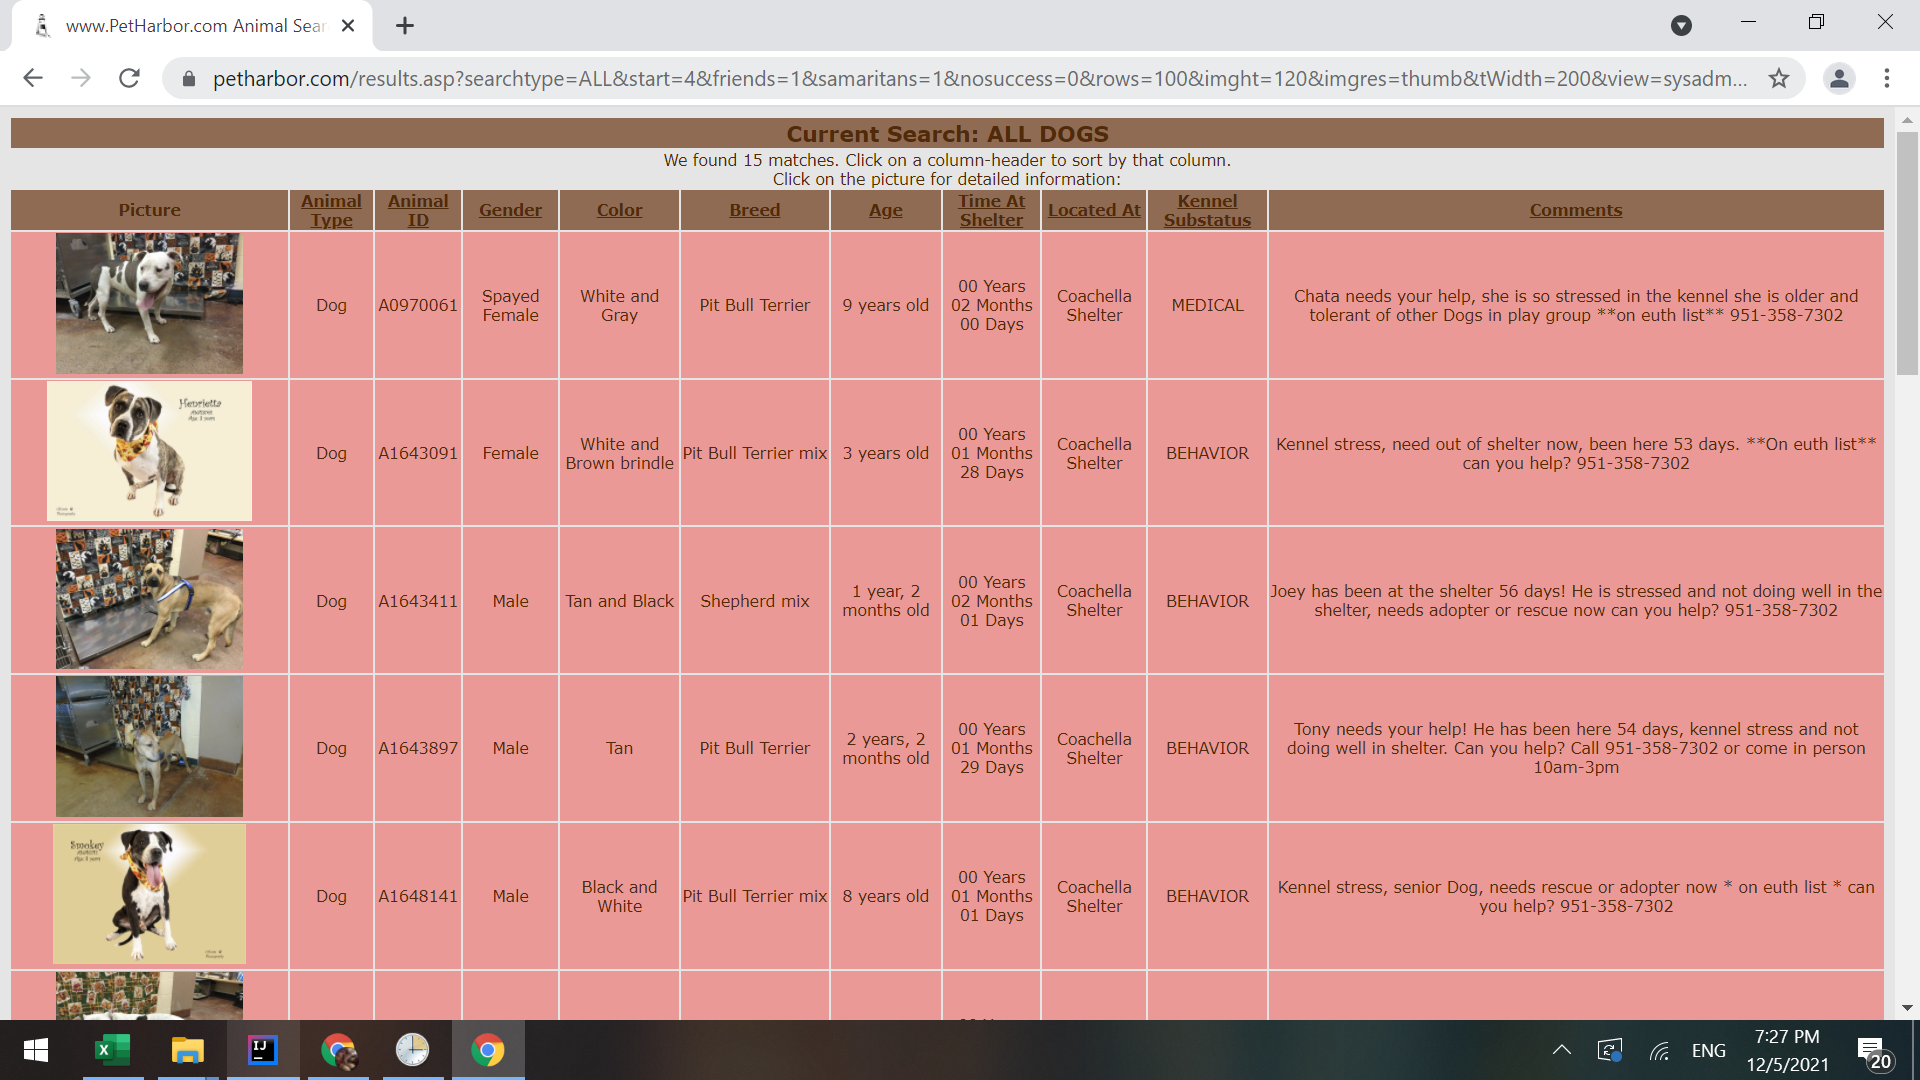 www.PetHarbor.com Animal Sear
petharbor.com/results.asp?searchtype=ALL&start=4&friends=1&samaritans=1&nosuccess=0&rows=100&imght=120&imgres=thumb&tWidth=200&view=sysadm...
Current Search: ALL DOGS
We found 15 matches. Click on a column-header to sort by that column.
Click on the picture for detailed information:
Picture
Animal
Type
Animal
ID
Gender
Color
Breed
Age
Time At
Shelter
Located At
Kennel
Substatus
Comments
Dog
A0970061
Spayed
Female
White and
Gray
Pit Bull Terrier
9 years old
00 Years
02 Months
00 Days
Coachella
Shelter
MEDICAL
Chata needs your help, she is so stressed in the kennel she is older and
tolerant of other Dogs in play group **on euth list** 951-358-7302
Henrietta
Dog
A1643091
Female
White and
Brown brindle
Pit Bull Terrier mix
3 years old
00 Years
01 Months
28 Days
Coachella
Shelter
BEHAVIOR
Kennel stress, need out of shelter now, been here 53 days. **On euth list**
can you help? 951-358-7302
Dog
A1643411
Male
Tan and Black
Shepherd mix
1 year, 2
months old
00 Years
02 Months
01 Days
Coachella
Shelter
BEHAVIOR
Joey has been at the shelter 56 days! He is stressed and not doing well in the
shelter, needs adopter or rescue now can you help? 951-358-7302
Dog
A1643897
Male
Tan
Pit Bull Terrier
2 years, 2
months old
00 Years
01 Months
29 Days
Coachella
Shelter
BEHAVIOR
Tony needs your help! He has been here 54 days, kennel stress and not
doing well in shelter. Can you help? Call 951-358-7302 or come in person
10am-3pm
Smokey
Dog
A1648141
Male
Black and
White
Pit Bull Terrier mix
8 years old
00 Years
01 Months
01 Days
Coachella
Shelter
BEHAVIOR
Kennel stress, senior Dog, needs rescue or adopter now * on euth list * can
you help? 951-358-7302
ENG
7:27 PM
12/5/2021
20